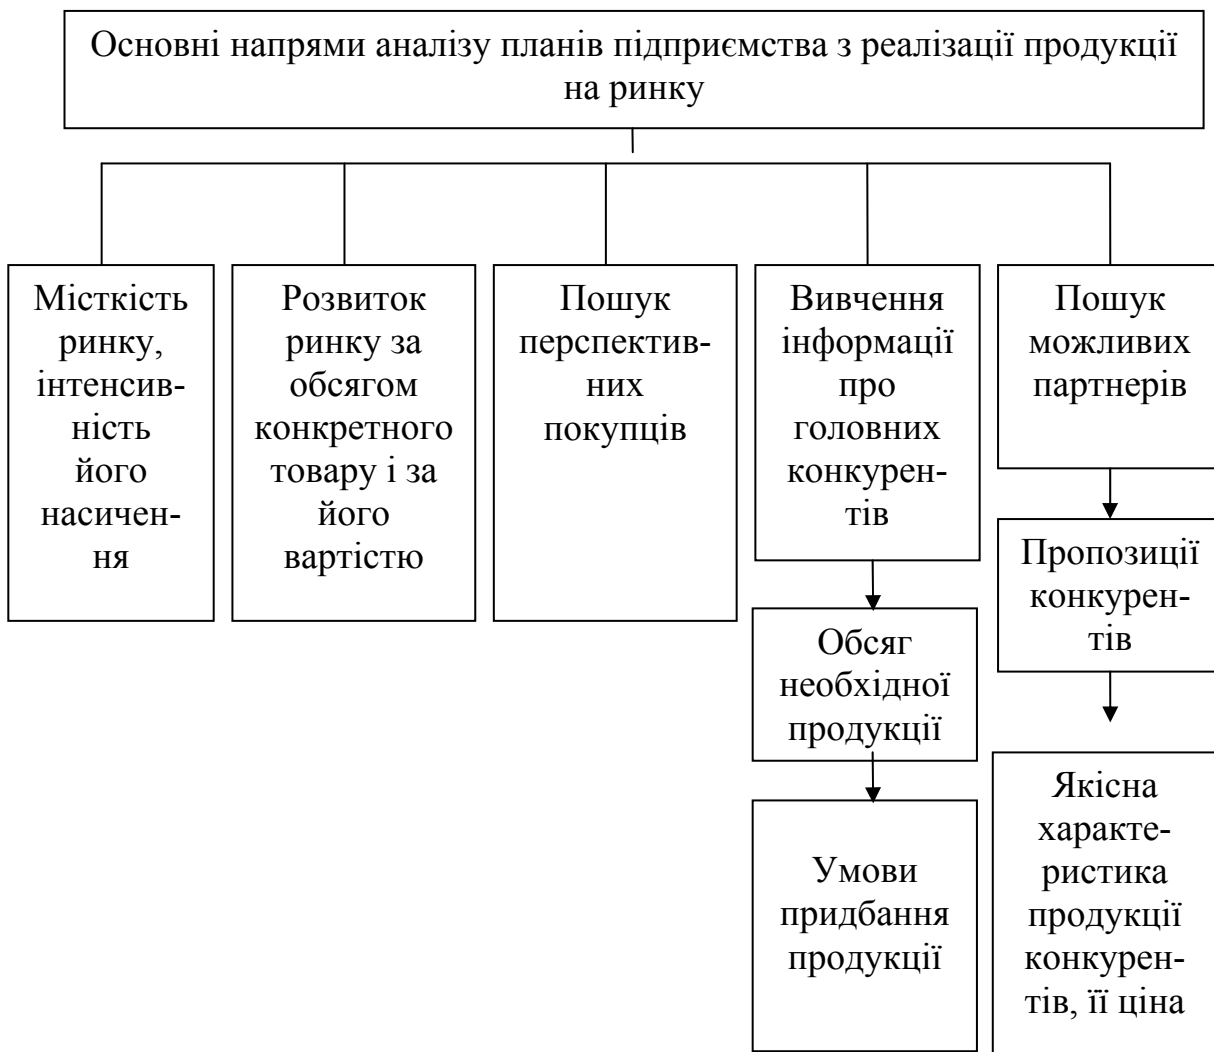 Основні напрями аналізу планів підприємства з реалізації продукції
на ринку
Місткість
ринку,
інтенсив-
ність
його
насичен-
ня
Розвиток
ринку за
обсягом
конкретного
товару і за
його
вартістю
Пошук
перспектив-
них
покупців
Вивчення
інформації
про
головних
конкурен-
тів
Пошук
можливих
партнерів
Обсяг
необхідної
продукції
Пропозиції
конкурен-
тів
Умови
придбання
продукції
Якісна
характе-
ристика
продукції
конкурен-
тів, її ціна